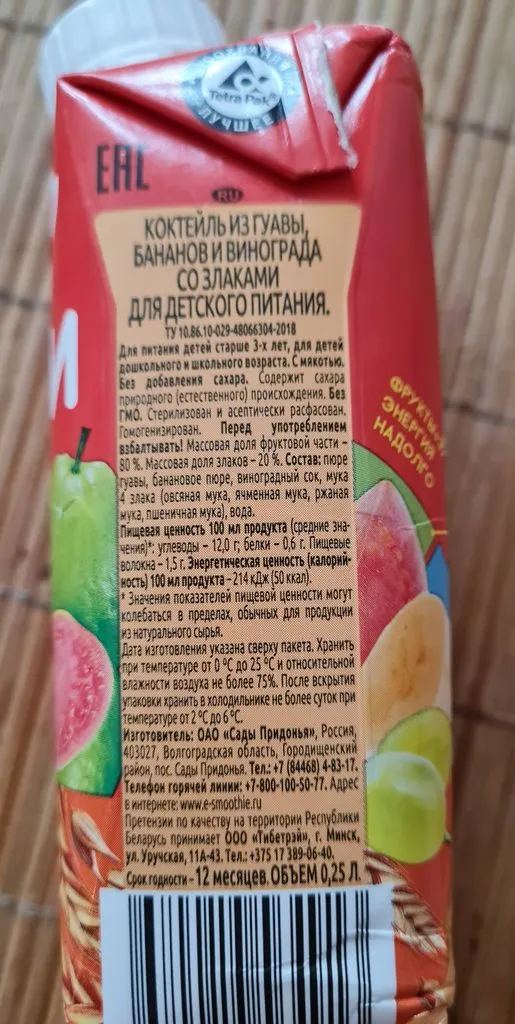 Tetra Pak®
EAC
RU
КОКТЕЙЛЬ ИЗ ГУАВЫ,
БАНАНОВ И ВИНОГРАДА
СО ЗЛАКАМИ
ДЛЯ ДЕТСКОГО ПИТАНИЯ.
ТУ 10.86.10-029-48066304-2018
Для питания детей старше 3-х лет, для детей
дошкольного и школьного возраста. С мякотью.
Без добавления сахара. Содержит сахара
природного (естественного) происхождения. Без
ГМО. Стерилизован и асептически расфасован.
Гомогенизирован. Перед употреблением
взбалтывать! Массовая доля фруктовой части –
80 %. Массовая доля злаков – 20 %. Состав: пюре
гуавы, банановое пюре, виноградный сок, мука
4 злака (овсяная мука, ячменная мука, ржаная
мука, пшеничная мука), вода.
Пищевая ценность 100 мл продукта (средние зна-
чения)*: углеводы – 12,0 г; белки – 0,6 г. Пищевые
волокна – 1,5 г. Энергетическая ценность (калорий-
ность) 100 мл продукта – 214 кДж (50 ккал).
* Значения показателей пищевой ценности могут
колебаться в пределах, обычных для продукции
из натурального сырья.
Дата изготовления указана сверху пакета. Хранить
при температуре от 0 °С до 25 °С и относительной
влажности воздуха не более 75%. После вскрытия
упаковки хранить в холодильнике не более суток при
температуре от 2 °С до 6 °С.
Изготовитель: ОАО «Сады Придонья», Россия,
403027, Волгоградская область, Городищенский
район, пос. Сады Придонья. Тел.: +7 (84468) 4-83-17.
Телефон горячей линии: +7-800-100-50-77. Адрес
в интернете: www.e-smoothie.ru
Претензии по качеству на территории Республики
Беларусь принимает ООО «Тибетрэй», г. Минск,
ул. Уручская, 11А-43. Тел.: +375 17 389-06-40.
Срок годности – 12 месяцев. ОБЪЕМ 0,25 Л.
И
ЭНЕРГИЯ
НАДОЛГО